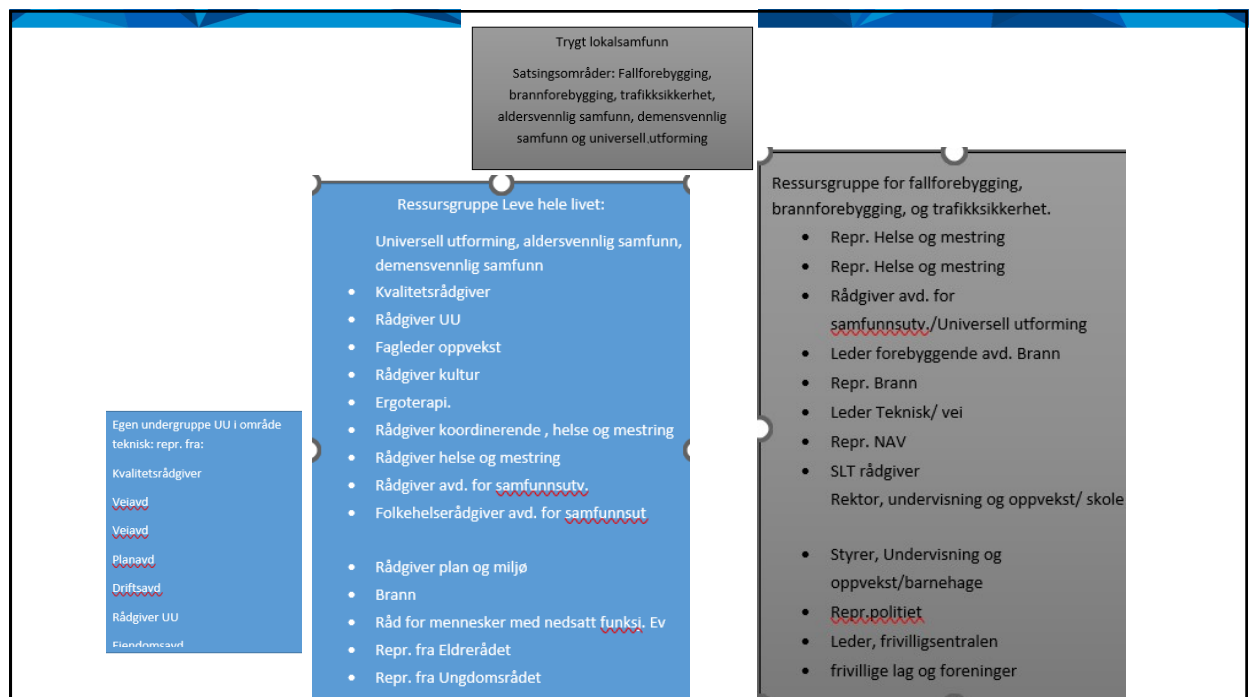 Trygt lokalsamfunn
Satsingsområder: Fallforebygging,
brannforebygging, trafikksikkerhet,
aldersvennlig samfunn, demensvennlig
samfunn og universell utforming
Egen undergruppe UU i område
teknisk: repr. fra:
Kvalitetsrådgiver
Veiavd
Veiavd
Planavd
Driftsavd
Rådgiver UU
Eiendomsavd
Ressursgruppe Leve hele livet:
Universell utforming, aldersvennlig samfunn,
demensvennlig samfunn
• Kvalitetsrådgiver
• Rådgiver UU
• Fagleder oppvekst
• Rådgiver kultur
• Ergoterapi.
• Rådgiver koordinerende , helse og mestring
• Rådgiver helse og mestring
• Rådgiver avd. for samfunnsutv.
• Folkehelserådgiver avd. for samfunnsut
• Rådgiver plan og miljø
• Brann
• Råd for mennesker med nedsatt funksj. Ev
• Repr. fra Eldrerådet
• Repr. fra Ungdomsrådet
Ressursgruppe for fallforebygging,
brannforebygging, og trafikksikkerhet.
• Repr. Helse og mestring
• Repr. Helse og mestring
• Rådgiver avd. for
samfunnsutv./Universell utforming
• Leder forebyggende avd. Brann
• Repr. Brann
• Leder Teknisk/ vei
• Repr. NAV
• SLT rådgiver
Rektor, undervisning og oppvekst/ skole
• Styrer, Undervisning og
oppvekst/barnehage
• Repr.politiet
• Leder, frivilligsentralen
• frivillige lag og foreninger